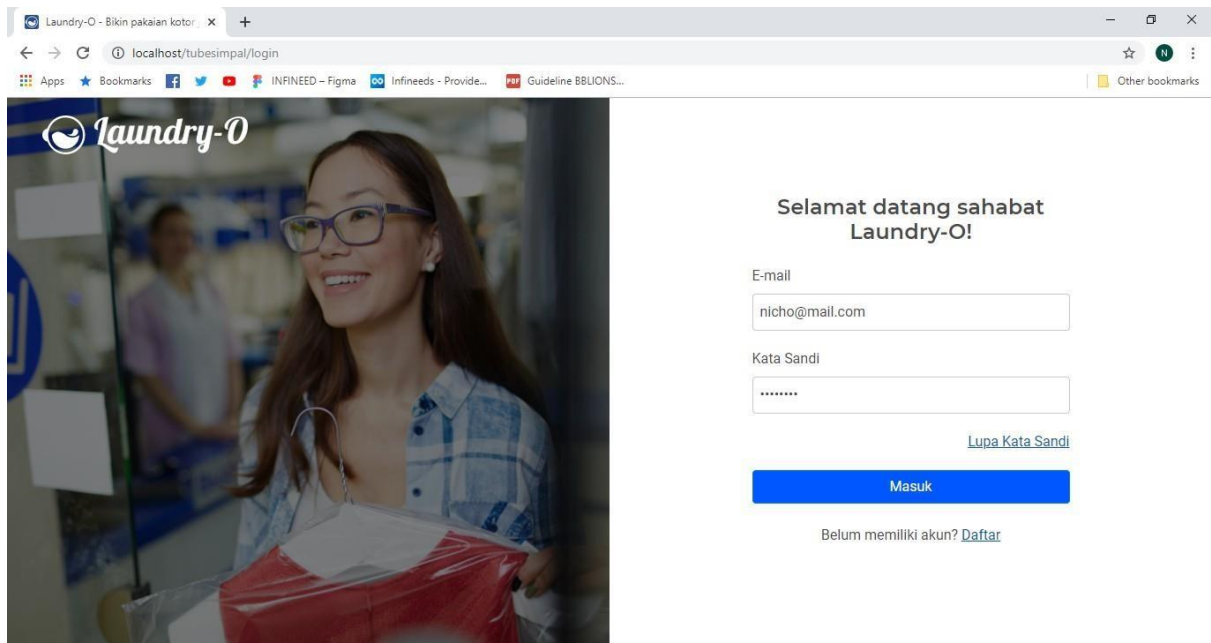 Laundry-O - Bikin pakaian kotor
localhost/tubesimpal/login
N
Apps
Bookmarks
INFINEED – Figma
Infineeds - Provide...
PDF
Guideline BBLIONS...
Other bookmarks
Laundry-O
Selamat datang sahabat
Laundry-O!
E-mail
nicho@mail.com
Kata Sandi
Lupa Kata Sandi
Masuk
Belum memiliki akun? Daftar